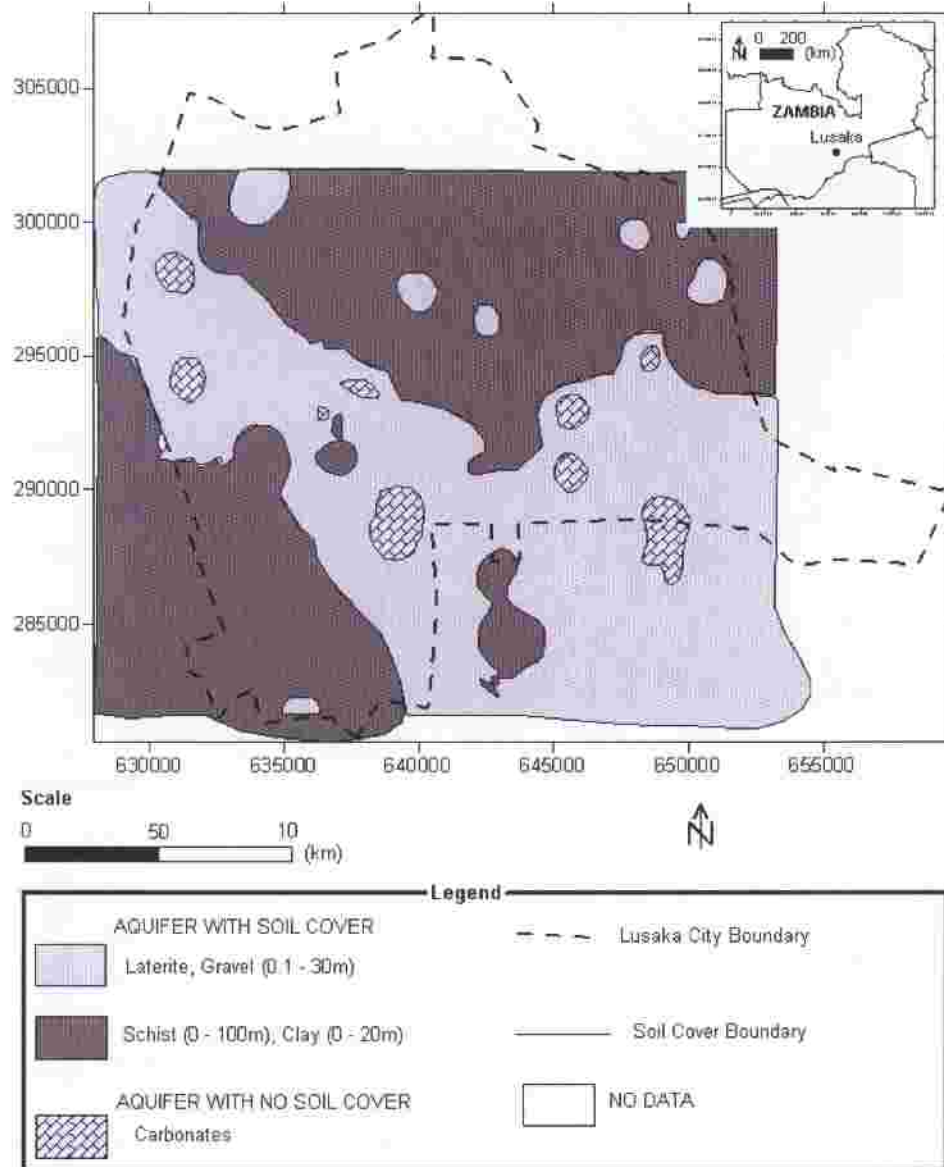 305000
300000
295000
290000
285000
630000 635000 640000 645000 650000 655000
N 0 200
(km)
ZAMBIA
Lusaka
Scale
0 50 10
(km)
N
Legend
AQUIFER WITH SOIL COVER
Laterite, Gravel (0.1 - 30m)
Schist (0 - 100m), Clay (0 - 20m)
AQUIFER WITH NO SOIL COVER
Carbonates
Lusaka City Boundary
Soil Cover Boundary
NO DATA